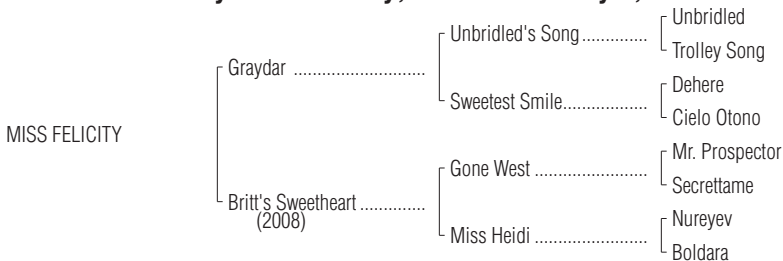 Unbridled
Unbridled's Song ..............
Trolley Song
Graydar ............................
Dehere
Sweetest Smile..................
Cielo Otono
MISS FELICITY
Mr. Prospector
Gone West ........................
Secrettame
Britt's Sweetheart ..............
(2008)
Nureyev
Miss Heidi ........................
Boldara